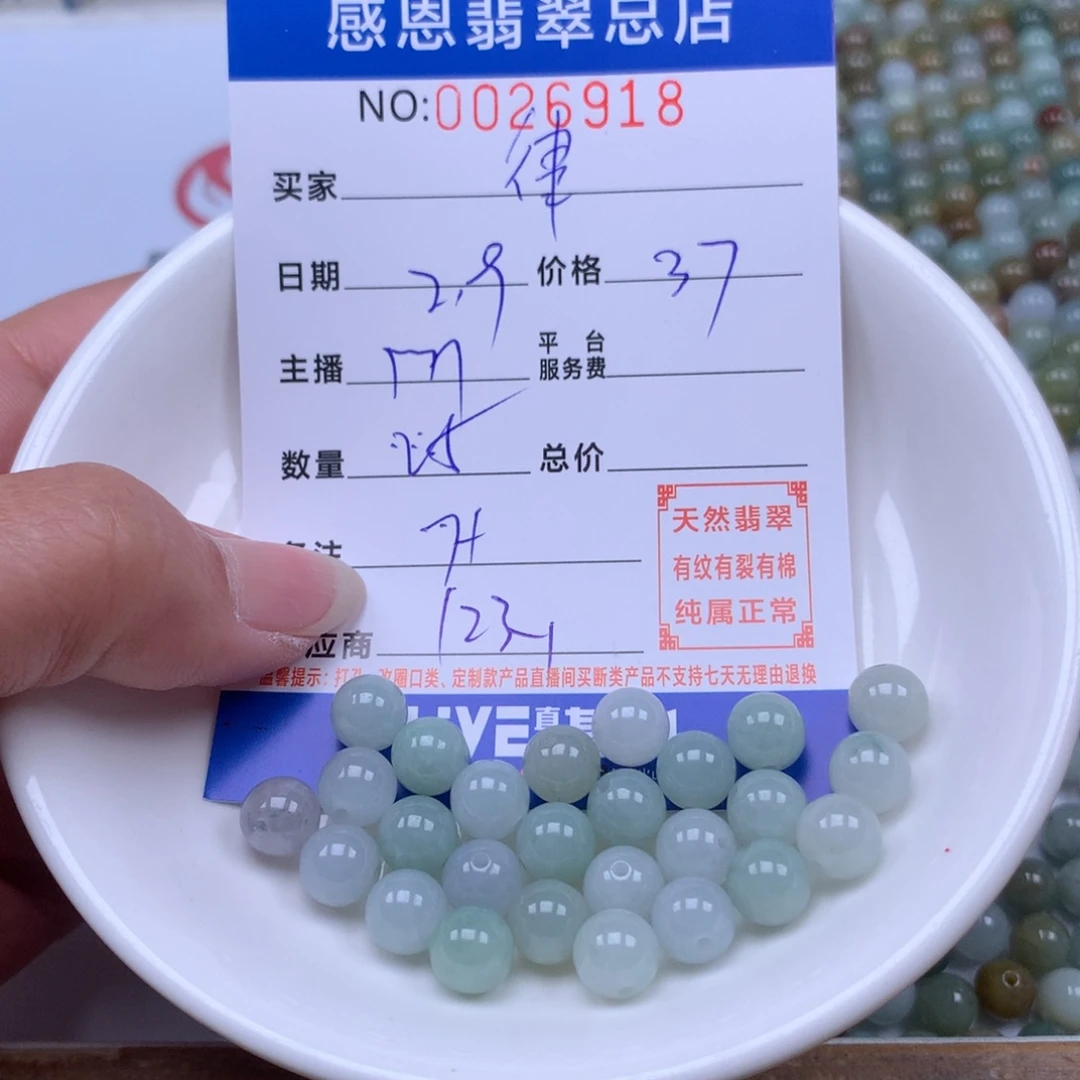 感恩翡翠总店
NO:0026918
买家 律
日期 2.9 价格 37
主播 平台服务费
数量 总价
备注
天然翡翠
有纹有裂有棉
纯属正常
应商 123
温馨提示：打孔、改圈口类、定制款产品直播间买断类产品不支持七天无理由退换
LIVE